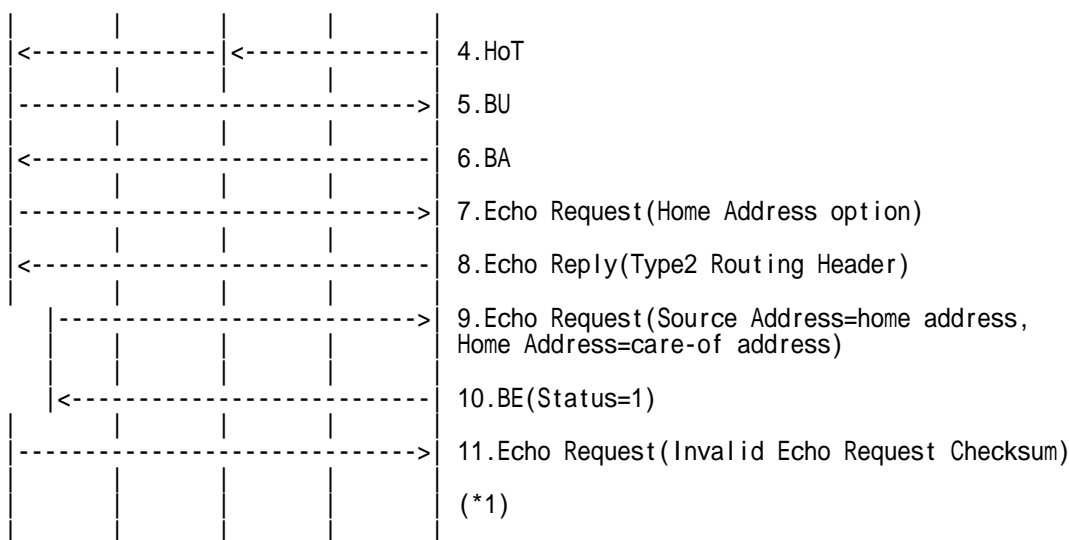 4.HoT
5.BU
6.BA
7.Echo Request(Home Address option)
8.Echo Reply(Type2 Routing Header)
9.Echo Request(Source Address=home address,
Home Address=care-of address)
10.BE(Status=1)
11.Echo Request(Invalid Echo Request Checksum)
(*1)